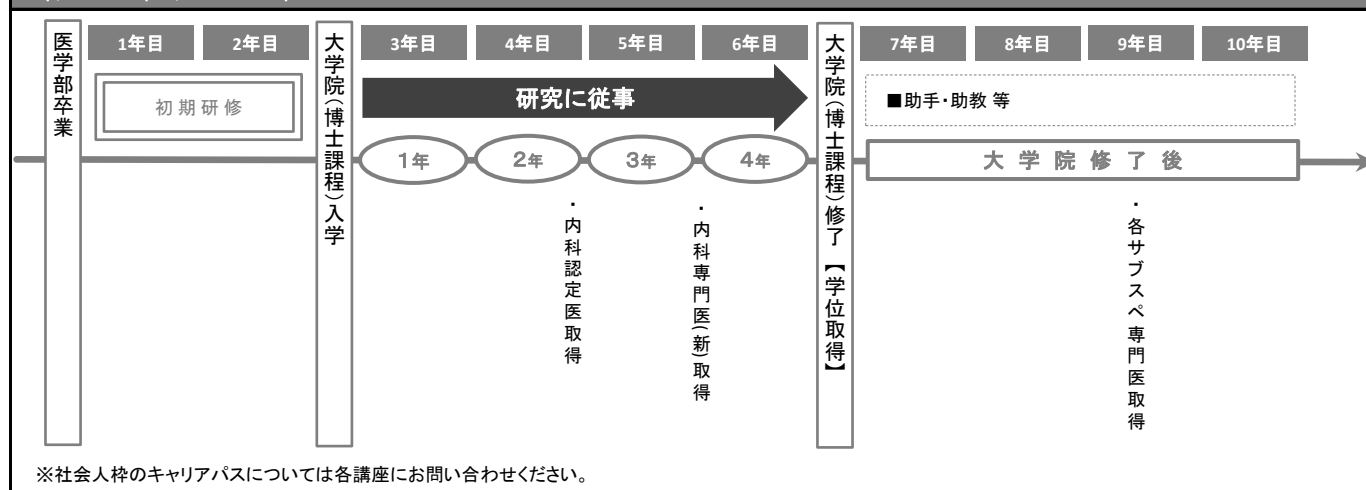 医学部卒業
1年目
2年目
初期研修
大学院(博士課程)入学
3年目
4年目
5年目
6年目
研究に従事
1年
2年
3年
4年
・内科認定医取得
・内科専門医(新)取得
大学院(博士課程)修了【学位取得】
7年目
8年目
9年目
10年目
■助手・助教 等
大学院修了後
・各サブスペ専門医取得
※社会人枠のキャリアパスについては各講座にお問い合わせください。